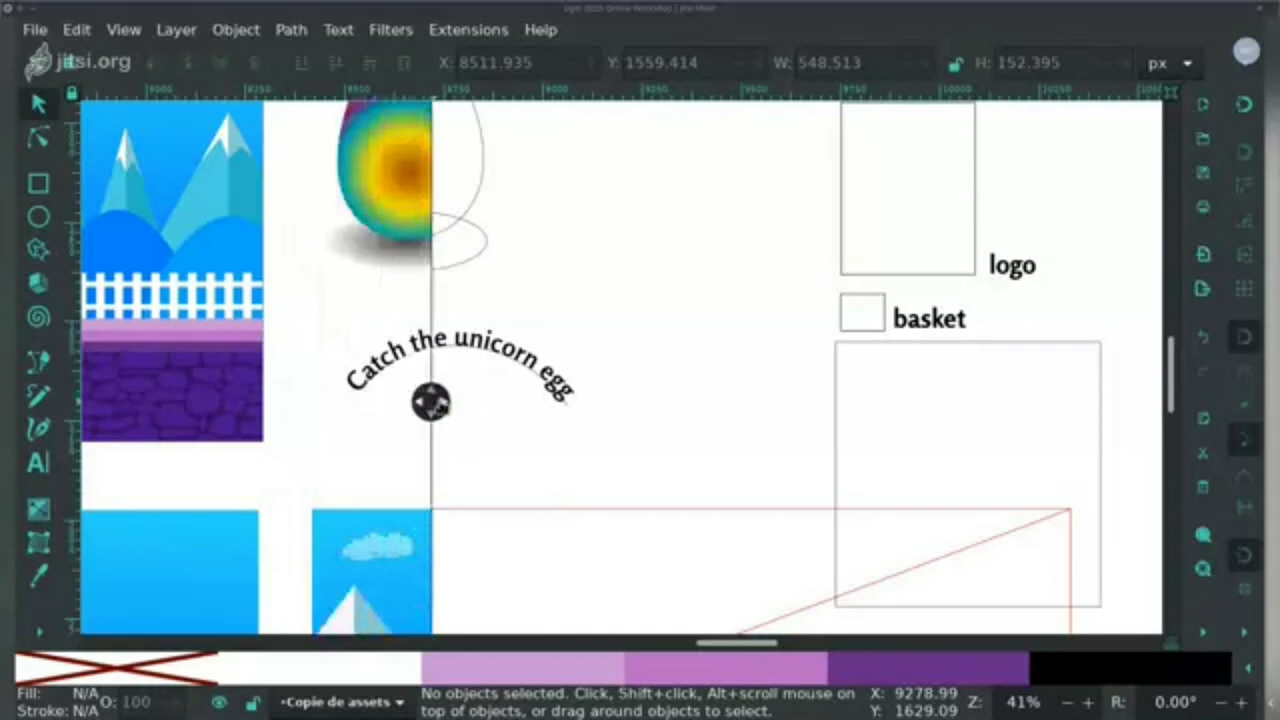 File Edit View Layer Object Path Text Filters Extensions Help
jitsi.org
X: 8511.935 Y: 1559.414 W: 548.513 H: 152.395 px
logo
basket
Catch the unicorn egg
Fill: N/A
Stroke: N/A
O: 100
•Copie de assets
No objects selected. Click, Shift+click, Alt+scroll mouse on
top of objects, or drag around objects to select.
X: 9278.99
Y: 1629.09
Z: 41%
R: 0.00°